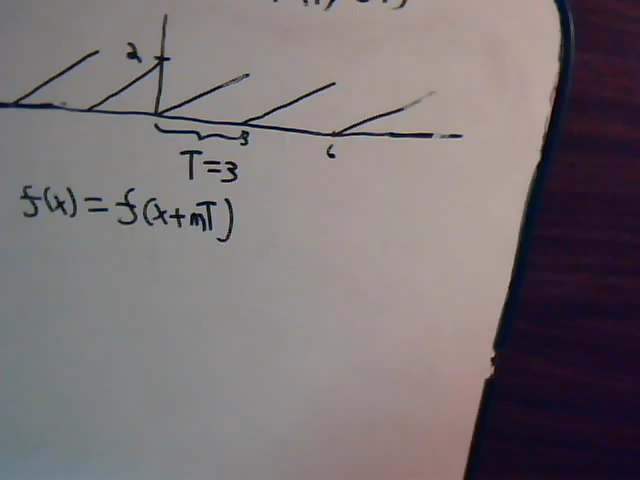 2
3
6
T=3
f(x) = f(x+mT)